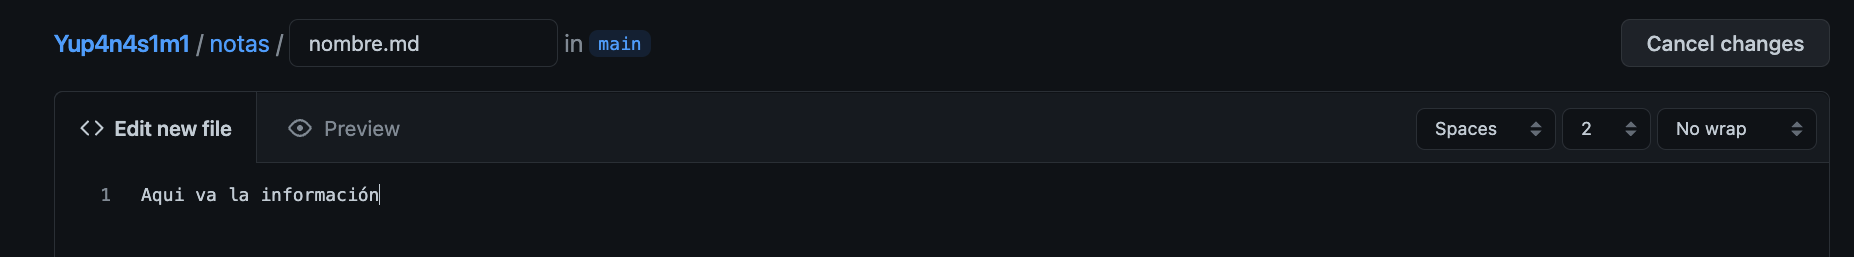 Yup4n4s1m1 / notas / nombre.md in main Cancel changes
Edit new file Preview Spaces 2 No wrap
1 Aqui va la información